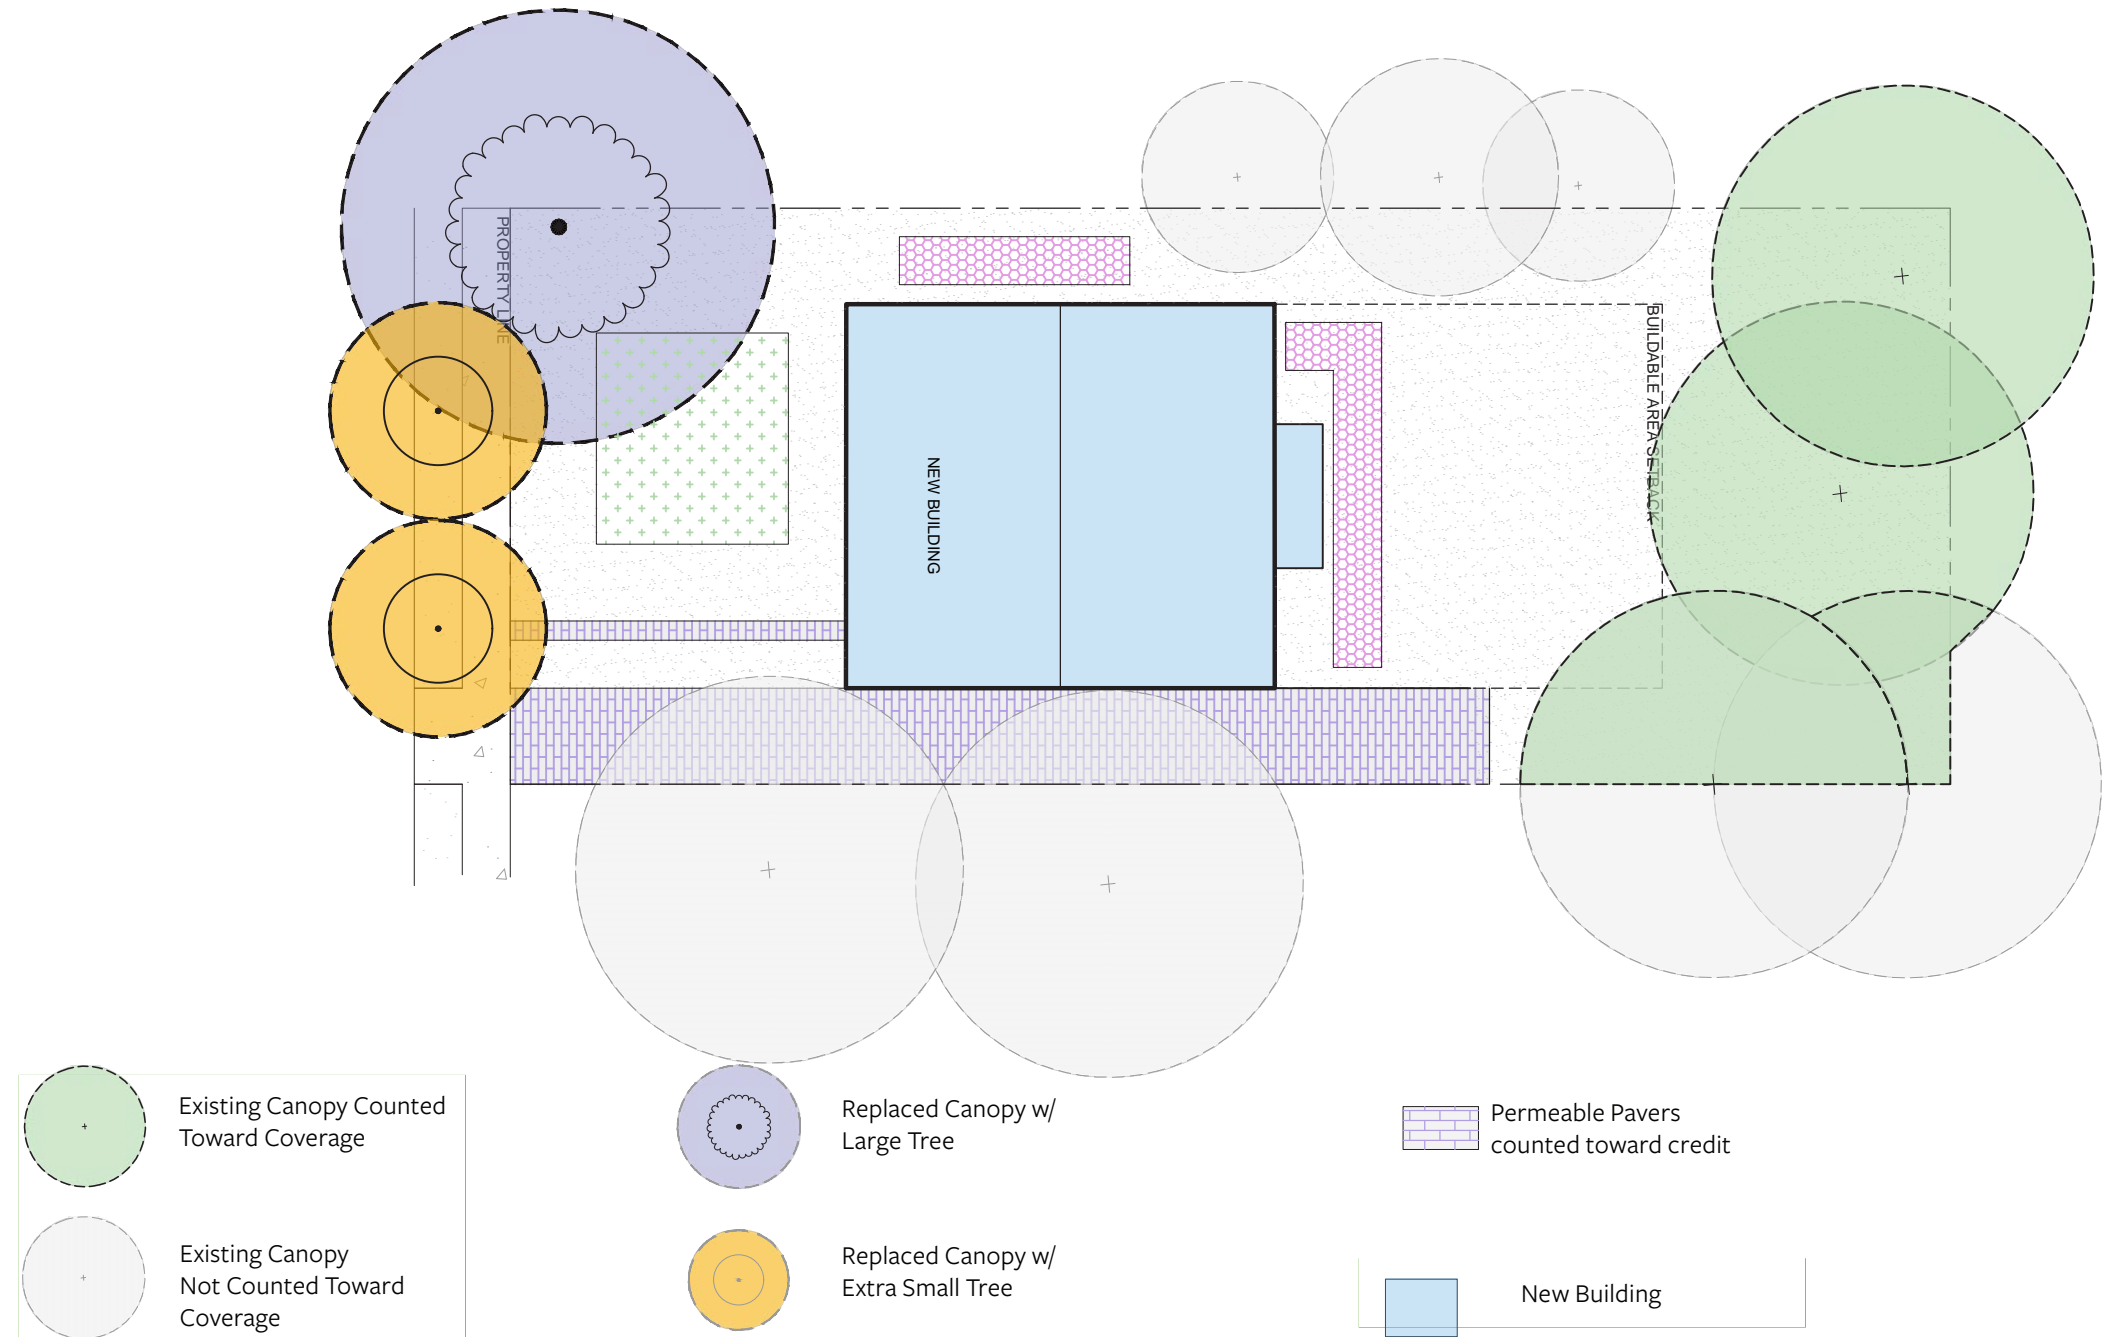 PROPERTY LINE
BUILDABLE AREA SETBACK
NEW BUILDING
Existing Canopy Counted
Toward Coverage
Existing Canopy
Not Counted Toward
Coverage
Replaced Canopy w/
Large Tree
Replaced Canopy w/
Extra Small Tree
Permeable Pavers
counted toward credit
New Building